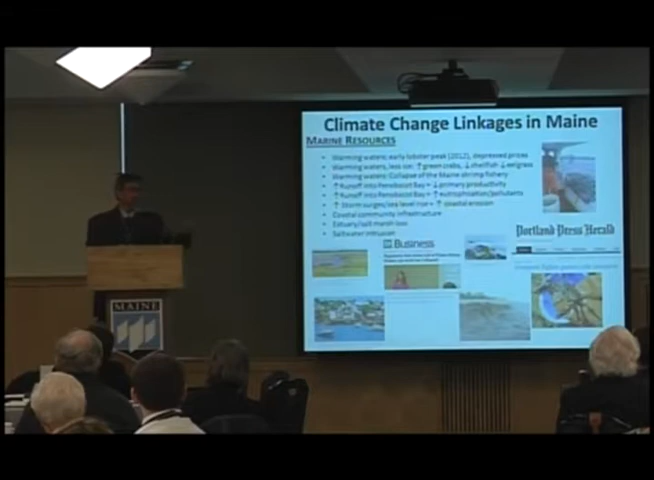 Climate Change Linkages in Maine
MARINE RESOURCES
• Warming waters: early lobster peak (2012), depressed prices
• Warming waters, less ice: ↑green crabs, ↓shellfish ↓eelgrass
• Warming waters: Collapse of the Maine shrimp fishery
• ↑Runoff into Penobscot Bay = ↓primary productivity
• ↑Runoff into Penobscot Bay = ↑eutrophication/pollutants
• ↑ Storm surges/sea level rise = ↑ coastal erosion
• Coastal community infrastructure
• Estuary/salt marsh loss
• Saltwater intrusion
Portland Press Herald
Business
MAINE